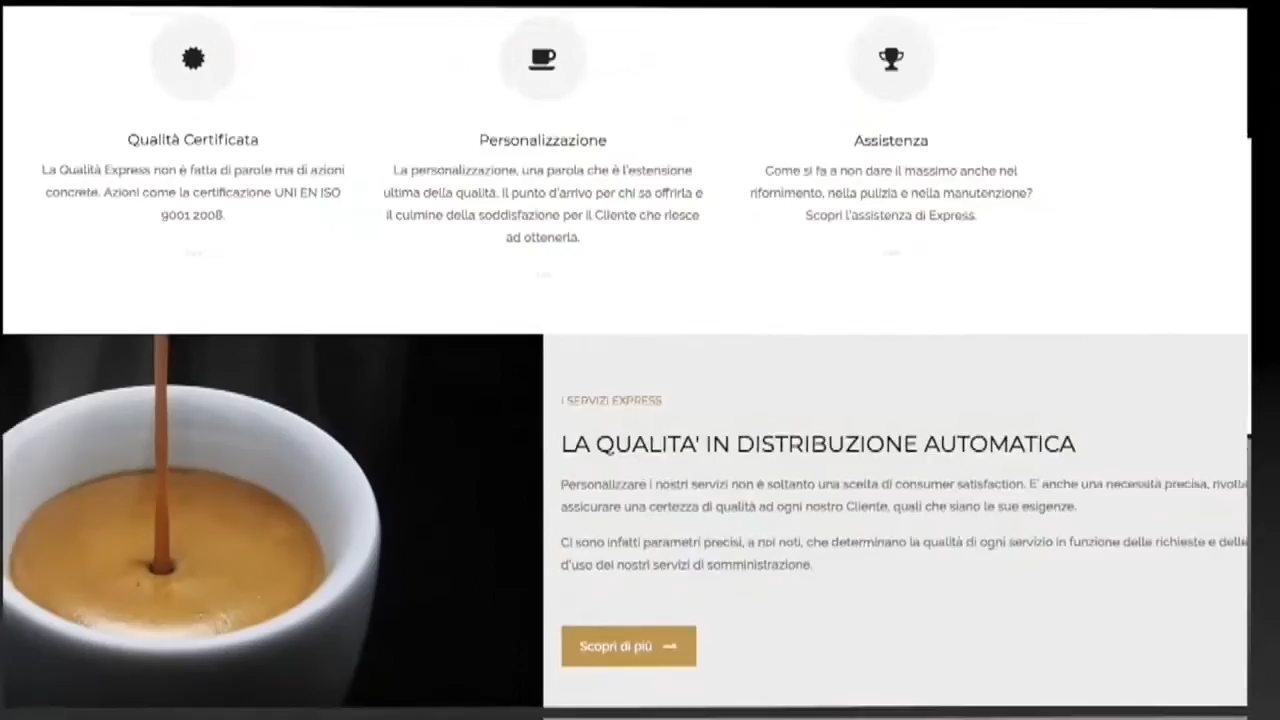 Qualità Certificata
La Qualità Express non è fatta di parole ma di azioni
concrete. Azioni come la certificazione UNI EN ISO
9001 2008.
Personalizzazione
La personalizzazione, una parola che è l'estensione
ultima della qualità. Il punto d'arrivo per chi sa offrirla e
il culmine della soddisfazione per il Cliente che riesce
ad ottenerla.
Assistenza
Come si fa a non dare il massimo anche nel
rifornimento, nella pulizia e nella manutenzione?
Scopri l'assistenza di Express.
I SERVIZI EXPRESS
LA QUALITA' IN DISTRIBUZIONE AUTOMATICA
Personalizzare i nostri servizi non è soltanto una scelta di consumer satisfaction. E' anche una necessità precisa, rivolta
assicurare una certezza di qualità ad ogni nostro Cliente, quali che siano le sue esigenze.
Ci sono infatti parametri precisi, a noi noti, che determinano la qualità di ogni servizio in funzione delle richieste e delle
d'uso dei nostri servizi di somministrazione.
Scopri di più